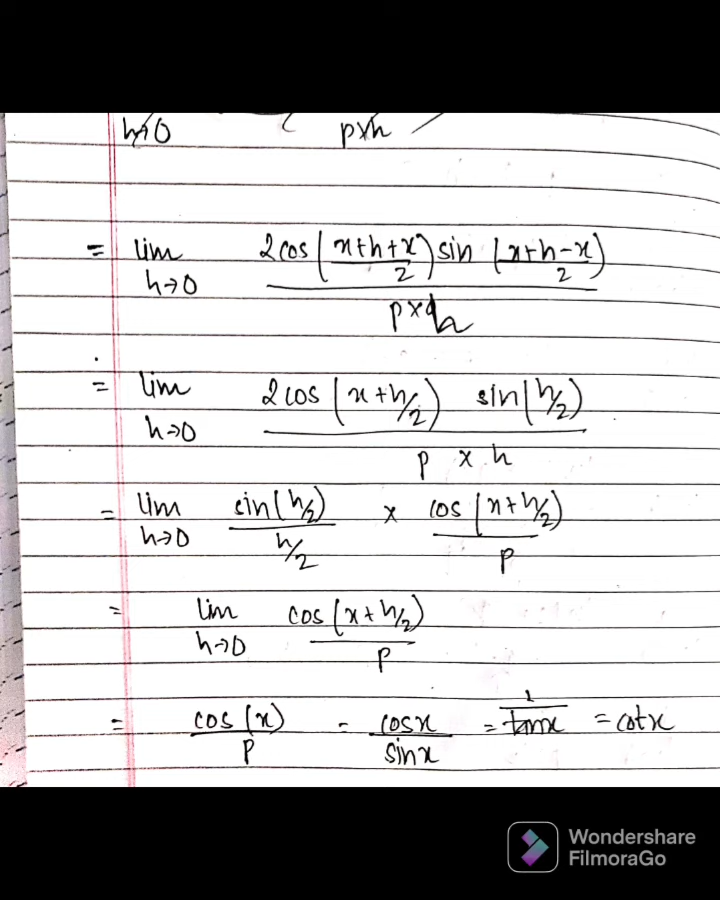 h→0 p×h
= lim h→0 2cos(x+h+x/2) sin (x+h-x/2) / p×h
= lim h→0 2cos (x+h/2) sin(h/2) / p × h
= lim h→0 sin(h/2) / h/2 × cos (x+h/2) / p
= lim h→0 cos(x+h/2) / p
= cos(x) / p = cosx / sinx = 1 / tanx = cotx
Wondershare
FilmoraGo